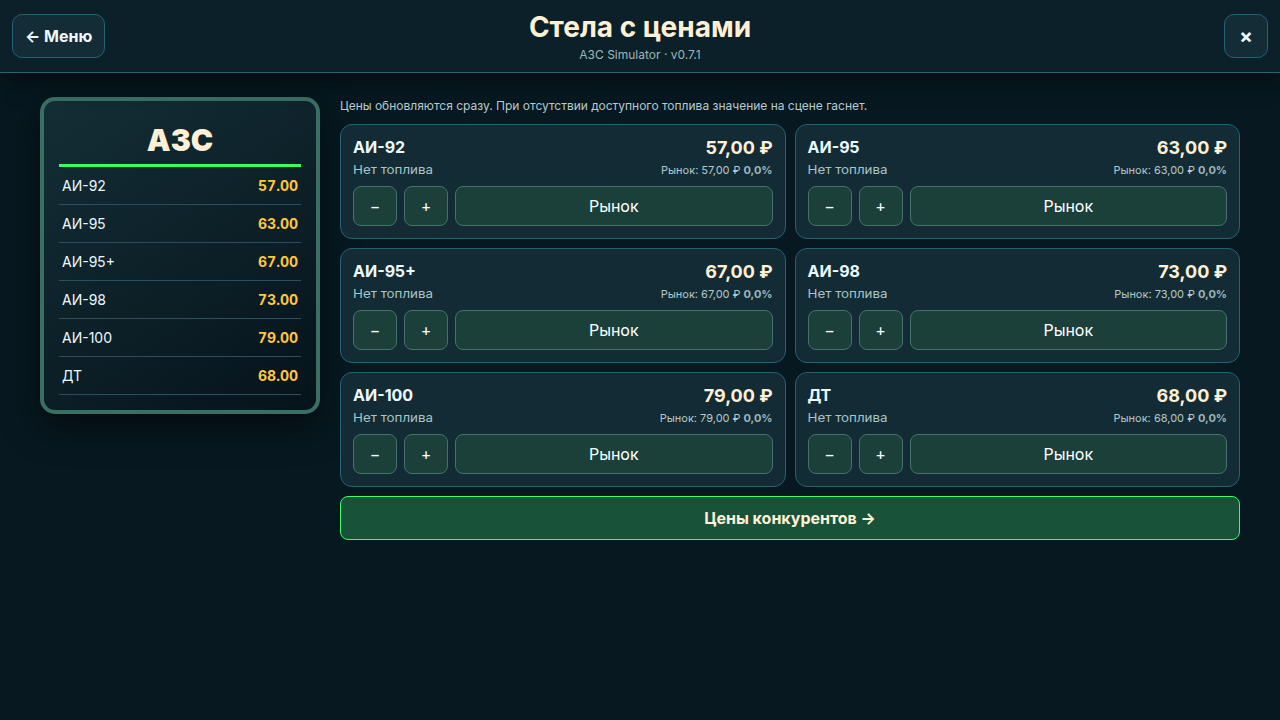 ← Меню
Стела с ценами
АЗС Simulator · v0.7.1
×
АЗС
АИ-92 57.00
АИ-95 63.00
АИ-95+ 67.00
АИ-98 73.00
АИ-100 79.00
ДТ 68.00
Цены обновляются сразу. При отсутствии доступного топлива значение на сцене гаснет.
АИ-92 57,00 ₽
Нет топлива Рынок: 57,00 ₽ 0,0%
− + Рынок
АИ-95 63,00 ₽
Нет топлива Рынок: 63,00 ₽ 0,0%
− + Рынок
АИ-95+ 67,00 ₽
Нет топлива Рынок: 67,00 ₽ 0,0%
− + Рынок
АИ-98 73,00 ₽
Нет топлива Рынок: 73,00 ₽ 0,0%
− + Рынок
АИ-100 79,00 ₽
Нет топлива Рынок: 79,00 ₽ 0,0%
− + Рынок
ДТ 68,00 ₽
Нет топлива Рынок: 68,00 ₽ 0,0%
− + Рынок
Цены конкурентов →